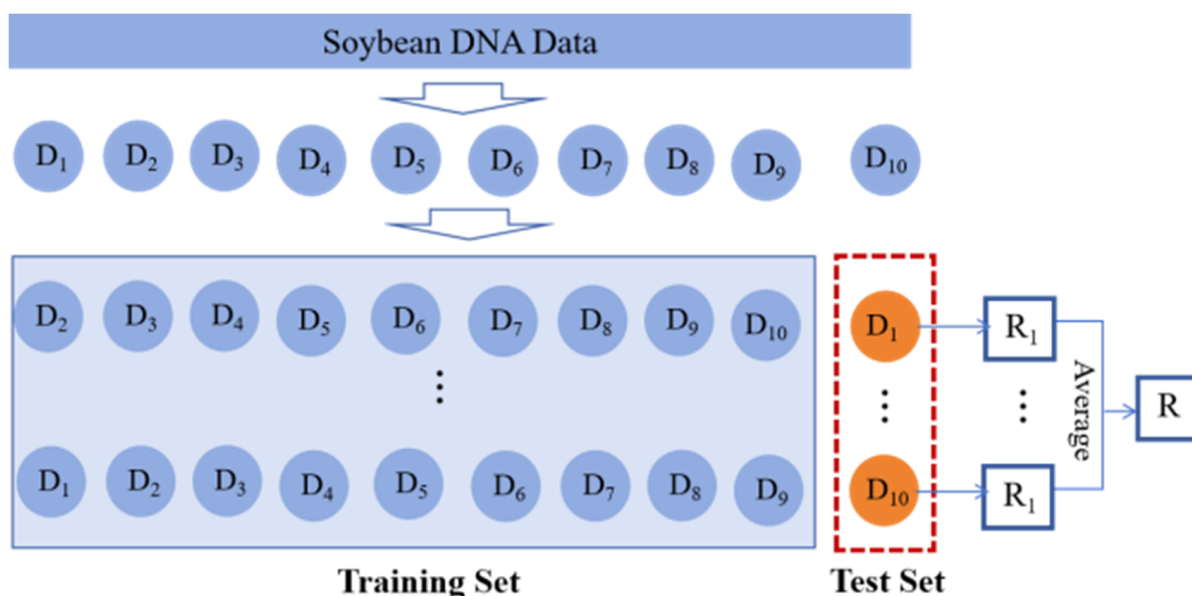 Soybean DNA Data
D₁ D₂ D₃ D₄ D₅ D₆ D₇ D₈ D₉ D₁₀
D₂ D₃ D₄ D₅ D₆ D₇ D₈ D₉ D₁₀ D₁ R₁
⋮ ⋮ ⋮
Average
R
D₁ D₂ D₃ D₄ D₅ D₆ D₇ D₈ D₉ D₁₀ R₁
Training Set Test Set